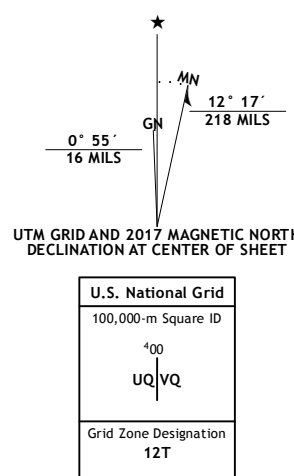 ★
MN
GN
12° 17´
218 MILS
0° 55´
16 MILS
UTM GRID AND 2017 MAGNETIC NORTH
DECLINATION AT CENTER OF SHEET
U.S. National Grid
100,000-m Square ID
⁴00
UQ VQ
Grid Zone Designation
12T